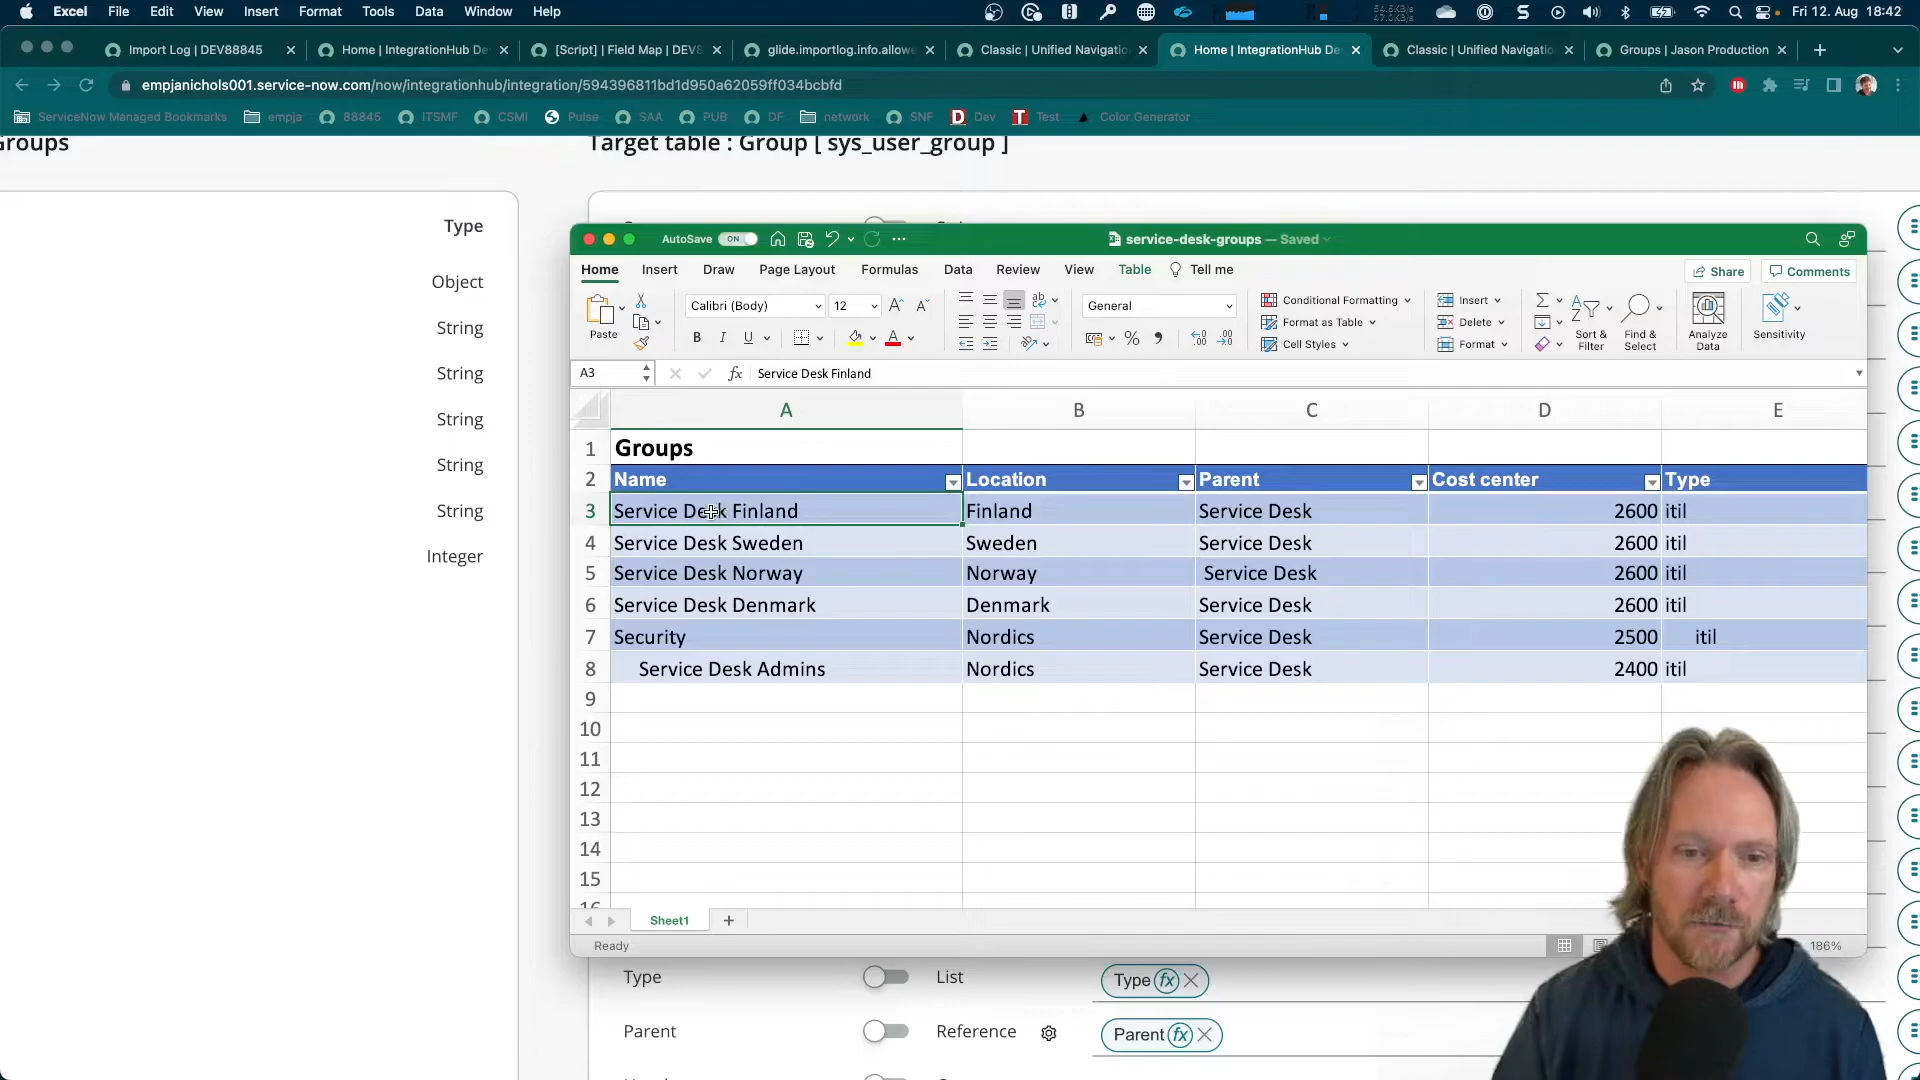 Excel File Edit View Insert Format Tools Data Window Help Fri 12. Aug 18:42
Import Log | DEV88845 Home | IntegrationHub De [Script] | Field Map | DEV8 glide.importlog.info.allowe Classic | Unified Navigatio Home | IntegrationHub De Classic | Unified Navigatio Groups | Jason Production
empjanichols001.service-now.com/now/integrationhub/integration/594396811bd1d950a62059ff034bcbfd
ServiceNow Managed Bookmarks empja 88845 ITSMF CSMI Pulse SAA PUB DF network SNF Dev Test Color Generator
Groups Target table : Group [ sys_user_group ]
Type
Object
String
String
String
String
String
Integer
AutoSave ON service-desk-groups — Saved
Home Insert Draw Page Layout Formulas Data Review View Table Tell me Share Comments
Paste Calibri (Body) 12 General Conditional Formatting Insert
B I U Format as Table Delete Sort & Filter Find & Select Analyze Data Sensitivity
Cell Styles Format
A3 fx Service Desk Finland
A B C D E
1 Groups
2 Name Location Parent Cost center Type
3 Service Desk Finland Finland Service Desk 2600 itil
4 Service Desk Sweden Sweden Service Desk 2600 itil
5 Service Desk Norway Norway Service Desk 2600 itil
6 Service Desk Denmark Denmark Service Desk 2600 itil
7 Security Nordics Service Desk 2500 itil
8 Service Desk Admins Nordics Service Desk 2400 itil
9
10
11
12
13
14
15
16
Sheet1
Ready 186%
Type List Type fx
Parent Reference Parent fx